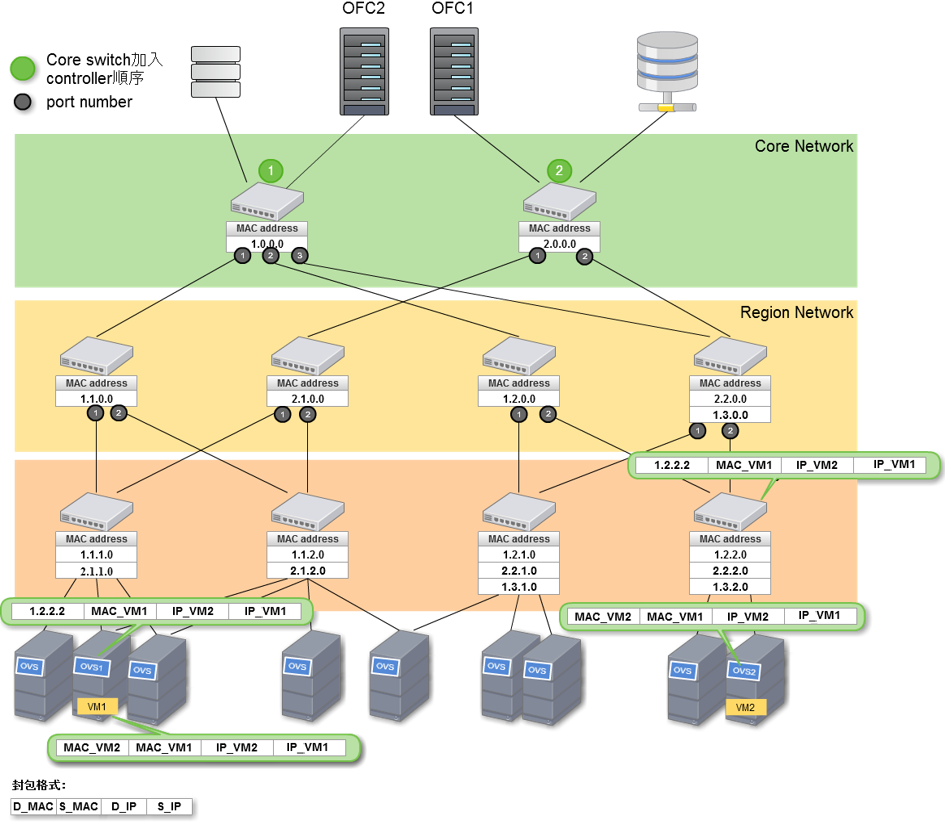 OFC2
OFC1
Core switch加入
controller順序
port number
Core Network
1
2
MAC address
1.0.0.0
MAC address
2.0.0.0
1
2
3
1
2
Region Network
MAC address
1.1.0.0
MAC address
2.1.0.0
MAC address
1.2.0.0
MAC address
2.2.0.0
1.3.0.0
1
2
1
2
1
2
1
2
1.2.2.2 MAC_VM1 IP_VM2 IP_VM1
MAC address
1.1.1.0
2.1.1.0
MAC address
1.1.2.0
2.1.2.0
MAC address
1.2.1.0
2.2.1.0
1.3.1.0
MAC address
1.2.2.0
2.2.2.0
1.3.2.0
1.2.2.2 MAC_VM1 IP_VM2 IP_VM1
MAC_VM2 MAC_VM1 IP_VM2 IP_VM1
OVS
OVS1
OVS
OVS
OVS
OVS
OVS
OVS
OVS2
VM1
VM2
MAC_VM2 MAC_VM1 IP_VM2 IP_VM1
封包格式:
D_MAC S_MAC D_IP S_IP